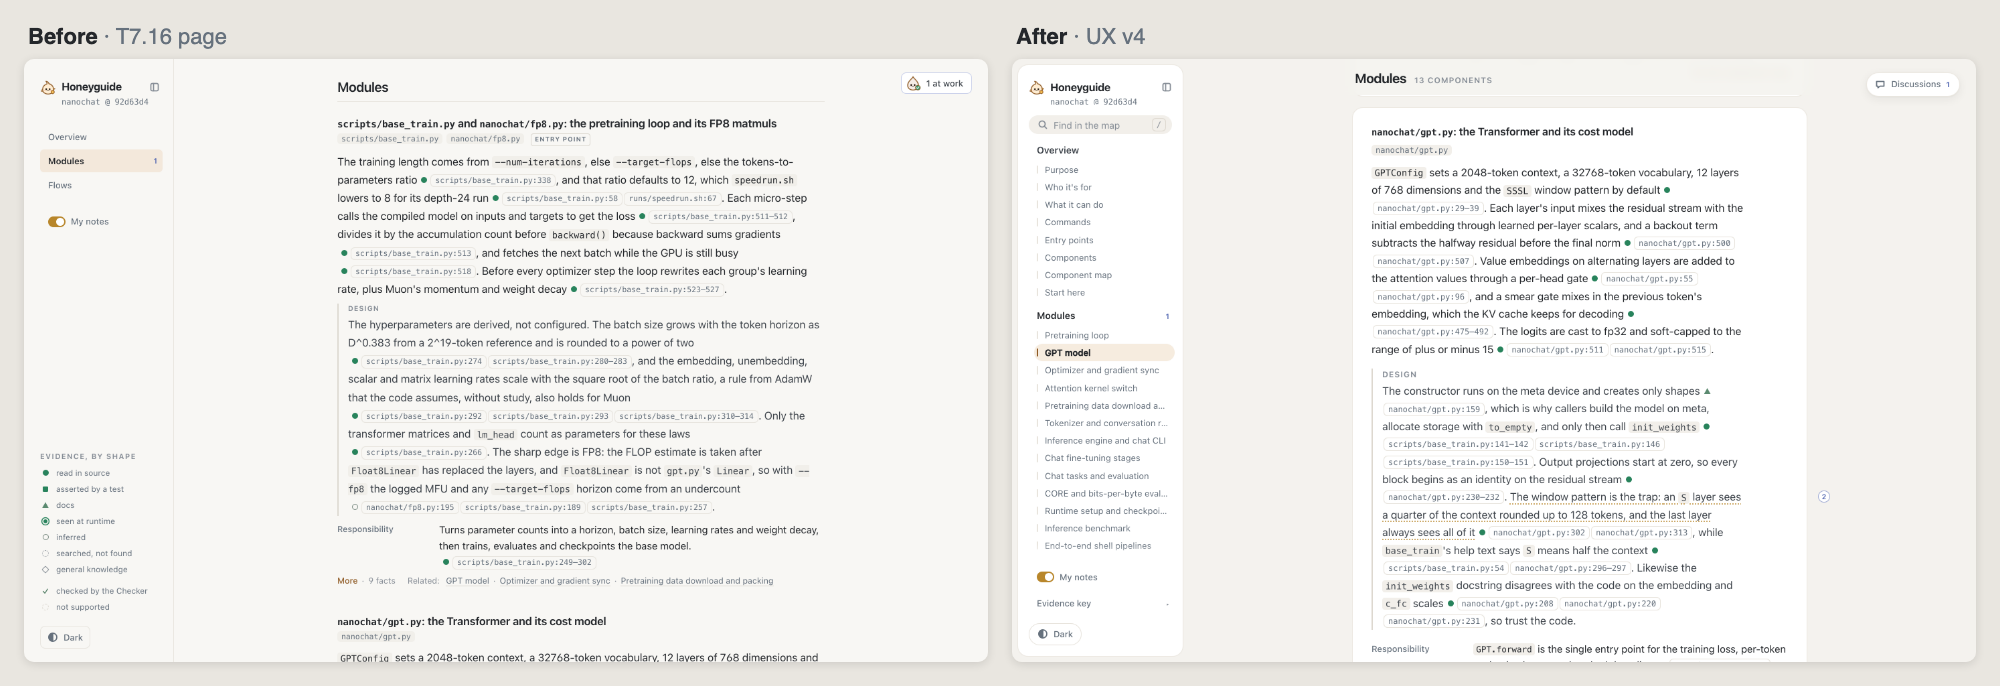 Before · T7.16 page
Honeyguide
nanochat @ 92d63d4
Overview
Modules 1
Flows
My notes
EVIDENCE, BY SHAPE
read in source
asserted by a test
docs
seen at runtime
inferred
searched, not found
general knowledge
checked by the Checker
not supported
Dark
1 at work
Modules
scripts/base_train.py and nanochat/fp8.py: the pretraining loop and its FP8 matmuls
scripts/base_train.py nanochat/fp8.py ENTRY POINT
The training length comes from --num-iterations, else --target-flops, else the tokens-to-
parameters ratio scripts/base_train.py:338, and that ratio defaults to 12, which speedrun.sh
lowers to 8 for its depth-24 run scripts/base_train.py:58 runs/speedrun.sh:67. Each micro-step
calls the compiled model on inputs and targets to get the loss scripts/base_train.py:511–512,
divides it by the accumulation count before backward() because backward sums gradients
scripts/base_train.py:513, and fetches the next batch while the GPU is still busy
scripts/base_train.py:518. Before every optimizer step the loop rewrites each group's learning
rate, plus Muon's momentum and weight decay scripts/base_train.py:523–527.
DESIGN
The hyperparameters are derived, not configured. The batch size grows with the token horizon as
D^0.383 from a 2^19-token reference and is rounded to a power of two
scripts/base_train.py:274 scripts/base_train.py:280–283, and the embedding, unembedding,
scalar and matrix learning rates scale with the square root of the batch ratio, a rule from AdamW
that the code assumes, without study, also holds for Muon
scripts/base_train.py:292 scripts/base_train.py:293 scripts/base_train.py:310–314. Only the
transformer matrices and lm_head count as parameters for these laws
scripts/base_train.py:266. The sharp edge is FP8: the FLOP estimate is taken after
Float8Linear has replaced the layers, and Float8Linear is not gpt.py's Linear, so with --
fp8 the logged MFU and any --target-flops horizon come from an undercount
nanochat/fp8.py:195 scripts/base_train.py:189 scripts/base_train.py:257.
Responsibility Turns parameter counts into a horizon, batch size, learning rates and weight decay,
then trains, evaluates and checkpoints the base model.
scripts/base_train.py:249–302
More · 9 facts Related: GPT model · Optimizer and gradient sync · Pretraining data download and packing
nanochat/gpt.py: the Transformer and its cost model
nanochat/gpt.py
GPTConfig sets a 2048-token context, a 32768-token vocabulary, 12 layers of 768 dimensions and
After · UX v4
Honeyguide
nanochat @ 92d63d4
Find in the map /
Overview
Purpose
Who it's for
What it can do
Commands
Entry points
Components
Component map
Start here
Modules 1
Pretraining loop
GPT model
Optimizer and gradient sync
Attention kernel switch
Pretraining data download a...
Tokenizer and conversation r...
Inference engine and chat CLI
Chat fine-tuning stages
Chat tasks and evaluation
CORE and bits-per-byte eval...
Runtime setup and checkpoi...
Inference benchmark
End-to-end shell pipelines
My notes
Evidence key
Dark
Modules 13 COMPONENTS
Discussions 1
nanochat/gpt.py: the Transformer and its cost model
nanochat/gpt.py
GPTConfig sets a 2048-token context, a 32768-token vocabulary, 12 layers
of 768 dimensions and the SSSL window pattern by default
nanochat/gpt.py:29–39. Each layer's input mixes the residual stream with the
initial embedding through learned per-layer scalars, and a backout term
subtracts the halfway residual before the final norm nanochat/gpt.py:500
nanochat/gpt.py:507. Value embeddings on alternating layers are added to
the attention values through a per-head gate nanochat/gpt.py:55
nanochat/gpt.py:96, and a smear gate mixes in the previous token's
embedding, which the KV cache keeps for decoding
nanochat/gpt.py:475–492. The logits are cast to fp32 and soft-capped to the
range of plus or minus 15 nanochat/gpt.py:511 nanochat/gpt.py:515.
DESIGN
The constructor runs on the meta device and creates only shapes
nanochat/gpt.py:159, which is why callers build the model on meta,
allocate storage with to_empty, and only then call init_weights
scripts/base_train.py:141–142 scripts/base_train.py:146
scripts/base_train.py:150–151. Output projections start at zero, so every
block begins as an identity on the residual stream
nanochat/gpt.py:230–232. The window pattern is the trap: an S layer sees
2
a quarter of the context rounded up to 128 tokens, and the last layer
always sees all of it nanochat/gpt.py:302 nanochat/gpt.py:313, while
base_train's help text says S means half the context
scripts/base_train.py:54 nanochat/gpt.py:296–297. Likewise the
init_weights docstring disagrees with the code on the embedding and
c_fc scales nanochat/gpt.py:208 nanochat/gpt.py:220
nanochat/gpt.py:231, so trust the code.
Responsibility GPT.forward is the single entry point for the training loss, per-token